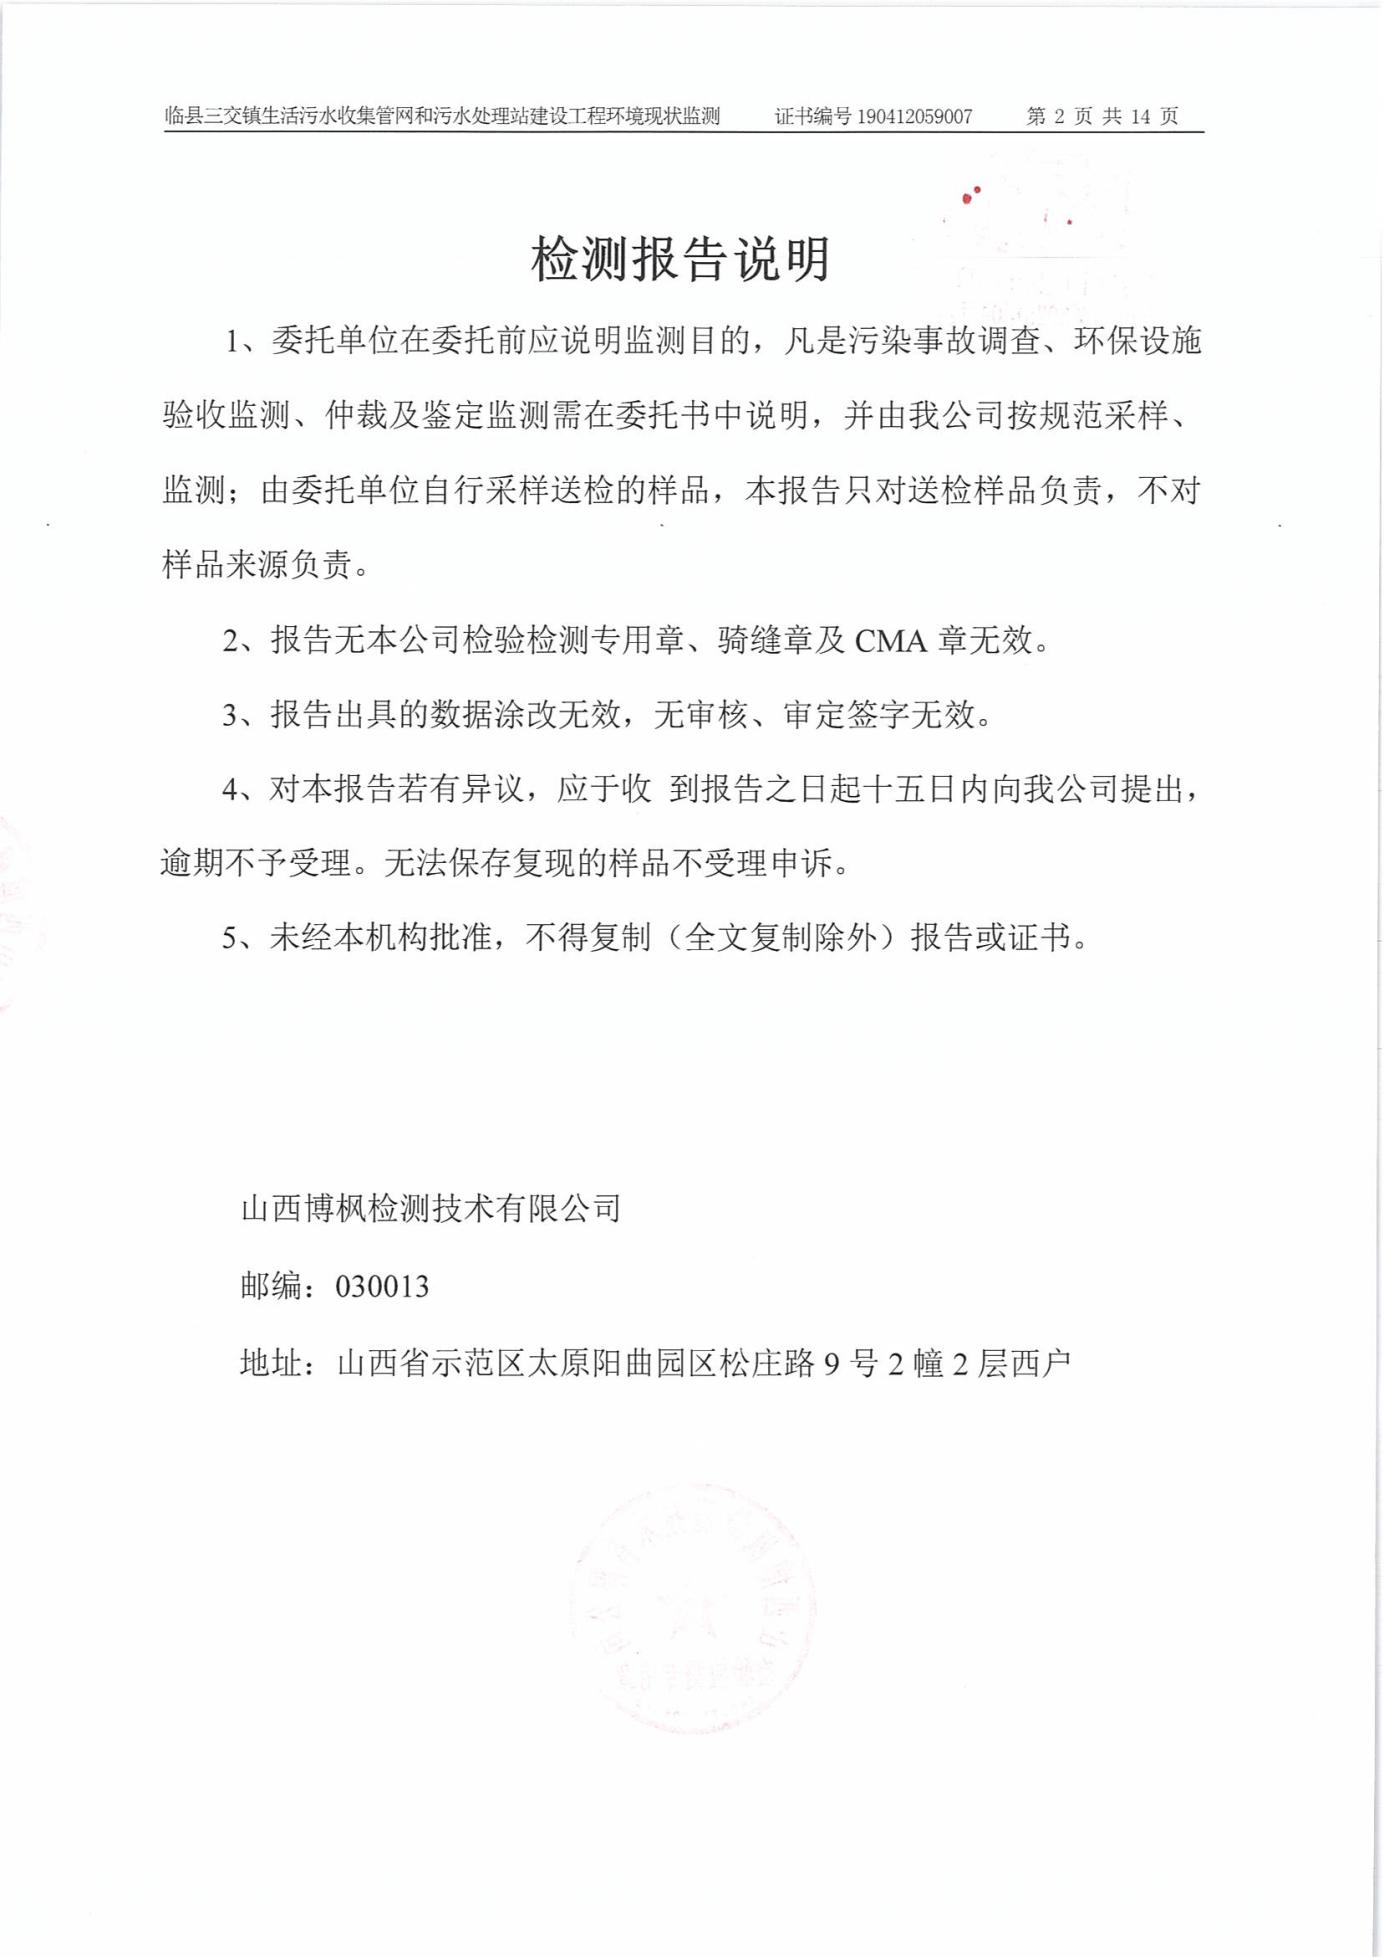 临县三交镇生活污水收集管网和污水处理站建设工程环境现状监测 证书编号 190412059007 第 2 页 共 14 页
检测报告说明
1、委托单位在委托前应说明监测目的，凡是污染事故调查、环保设施
验收监测、仲裁及鉴定监测需在委托书中说明，并由我公司按规范采样、
监测；由委托单位自行采样送检的样品，本报告只对送检样品负责，不对
样品来源负责。
2、报告无本公司检验检测专用章、骑缝章及 CMA 章无效。
3、报告出具的数据涂改无效，无审核、审定签字无效。
4、对本报告若有异议，应于收 到报告之日起十五日内向我公司提出，
逾期不予受理。无法保存复现的样品不受理申诉。
5、未经本机构批准，不得复制（全文复制除外）报告或证书。
山西博枫检测技术有限公司
邮编：030013
地址：山西省示范区太原阳曲园区松庄路 9 号 2 幢 2 层西户